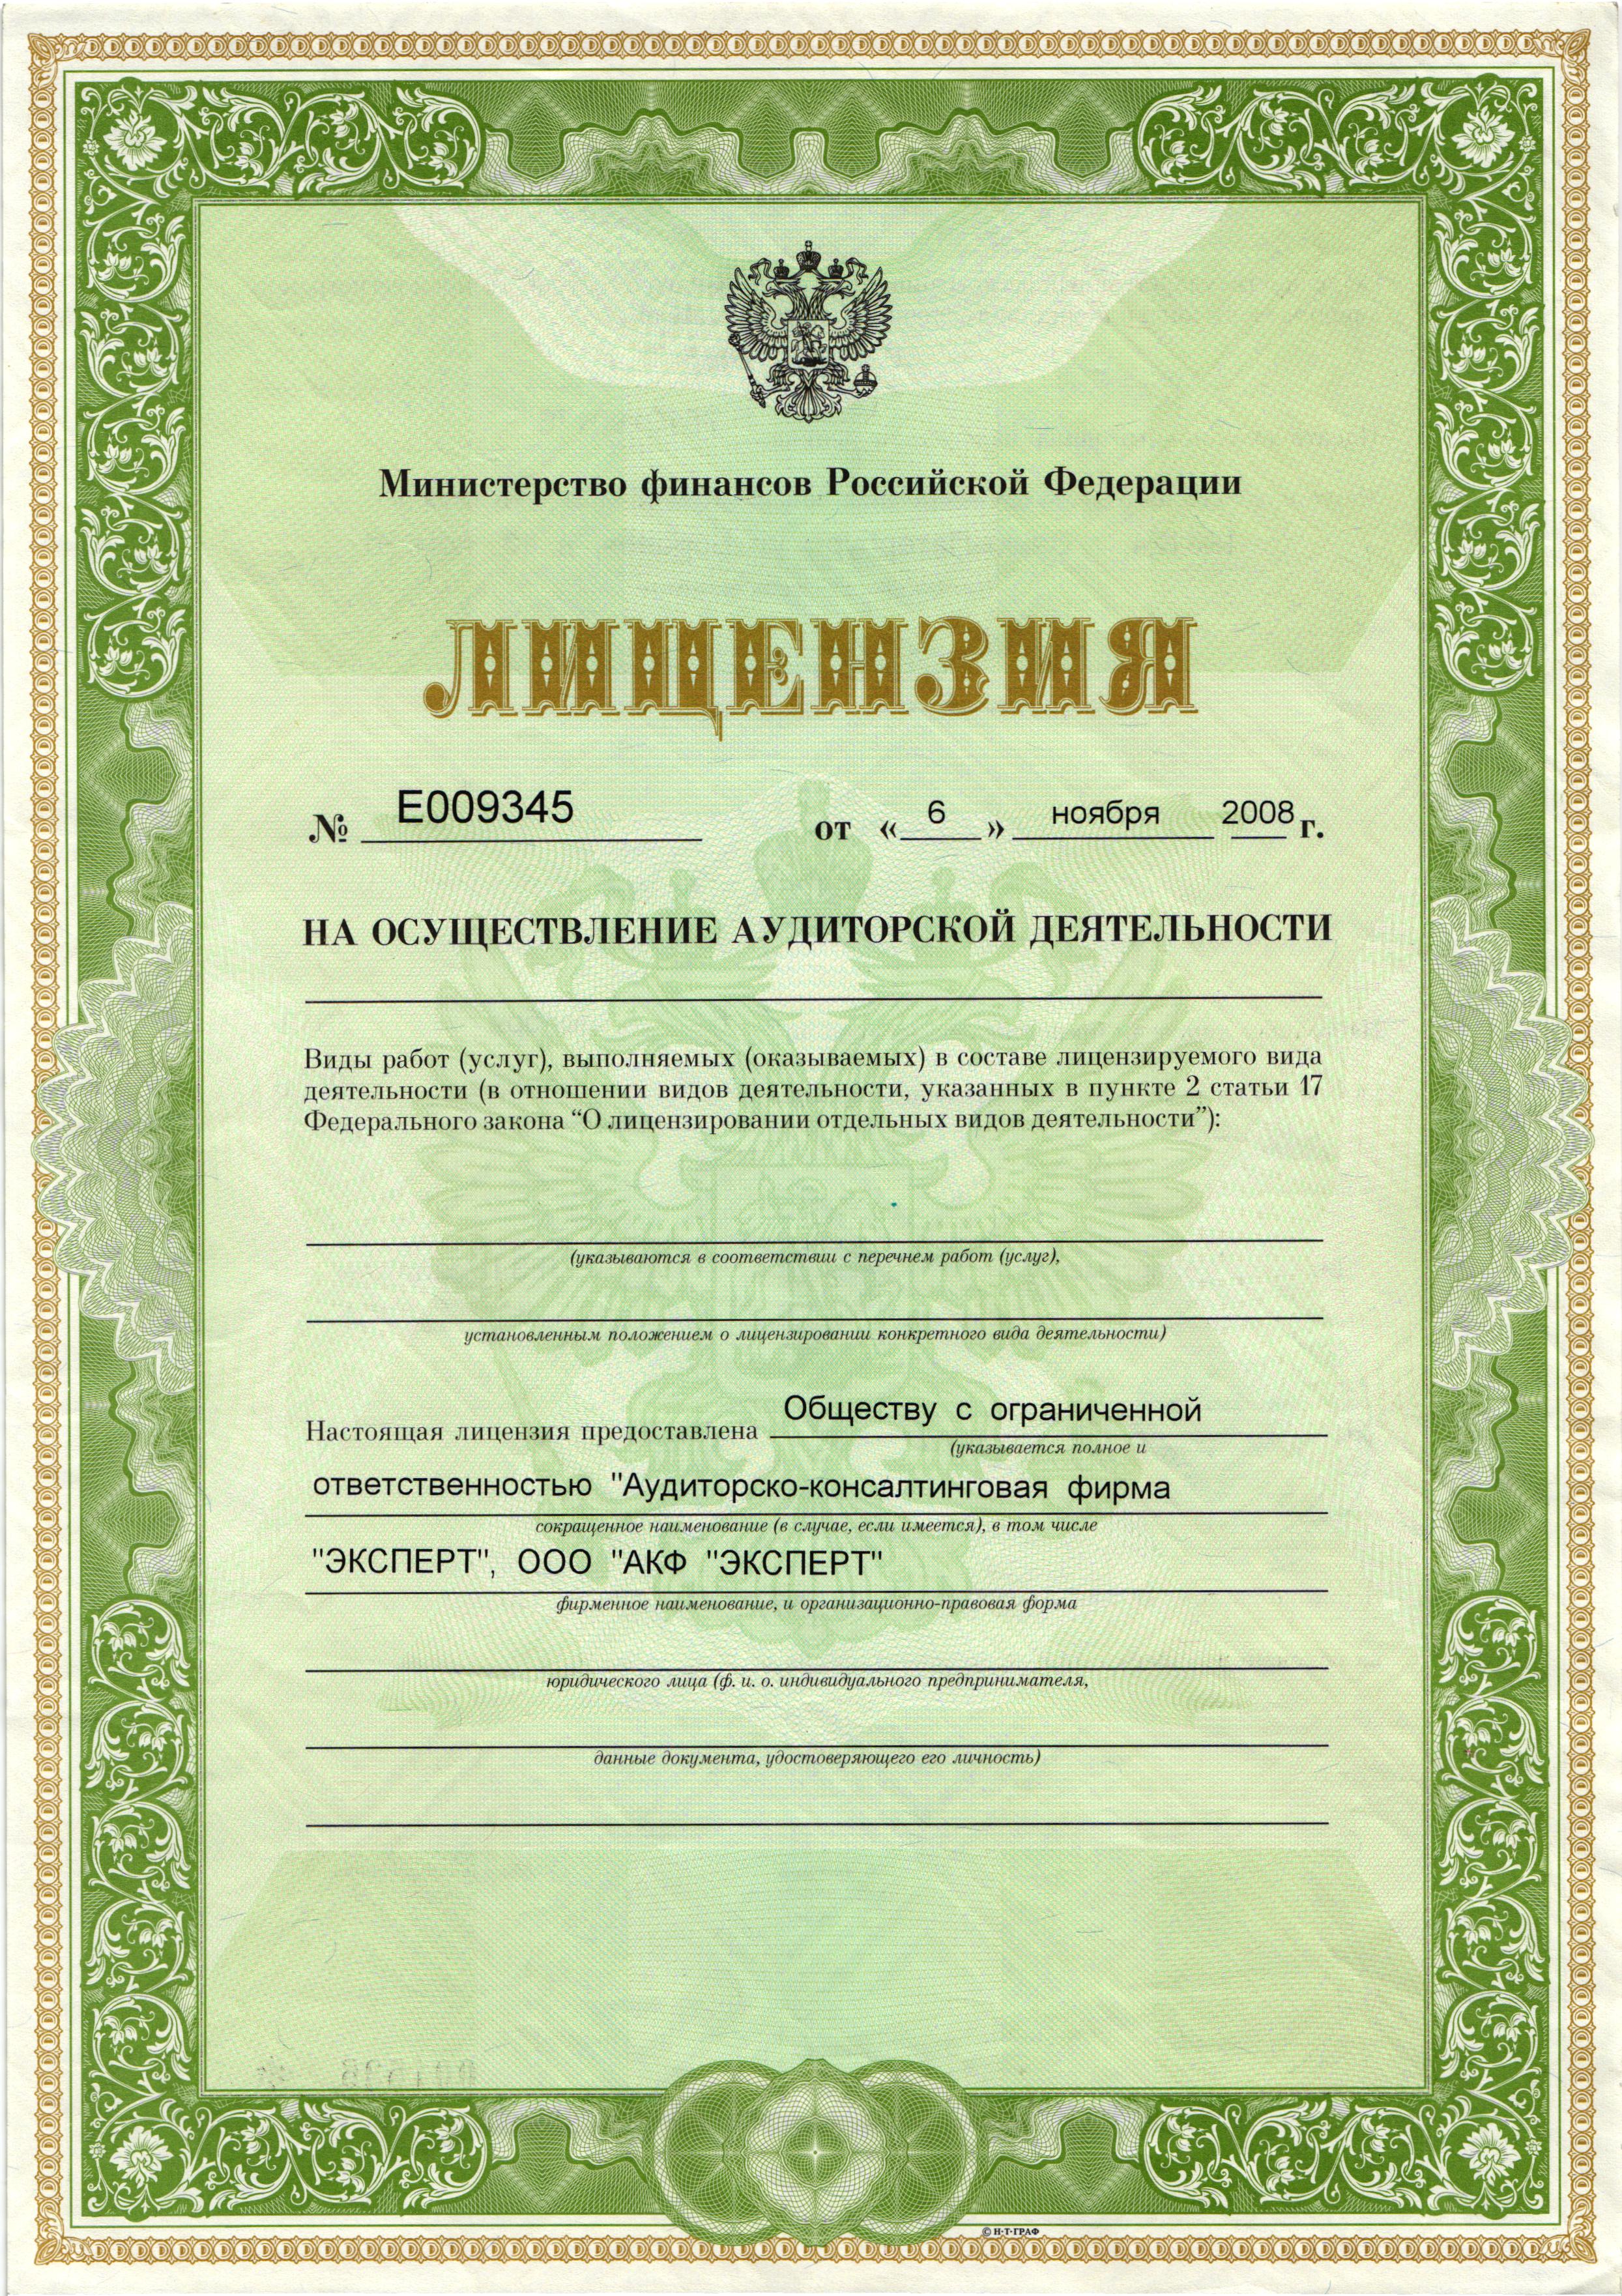 Министерство финансов Российской Федерации
ЛИЦЕНЗИЯ
№ Е009345 от « 6 » ноября 2008 г.
НА ОСУЩЕСТВЛЕНИЕ АУДИТОРСКОЙ ДЕЯТЕЛЬНОСТИ
Виды работ (услуг), выполняемых (оказываемых) в составе лицензируемого вида
деятельности (в отношении видов деятельности, указанных в пункте 2 статьи 17
Федерального закона “О лицензировании отдельных видов деятельности”):
(указываются в соответствии с перечнем работ (услуг),
установленным положением о лицензировании конкретного вида деятельности)
Настоящая лицензия предоставлена Обществу с ограниченной
(указывается полное и
ответственностью "Аудиторско-консалтинговая фирма
сокращенное наименование (в случае, если имеется), в том числе
"ЭКСПЕРТ", ООО "АКФ "ЭКСПЕРТ"
фирменное наименование, и организационно-правовая форма
юридического лица (ф. и. о. индивидуального предпринимателя,
данные документа, удостоверяющего его личность)
© Н·Т·ГРАФ